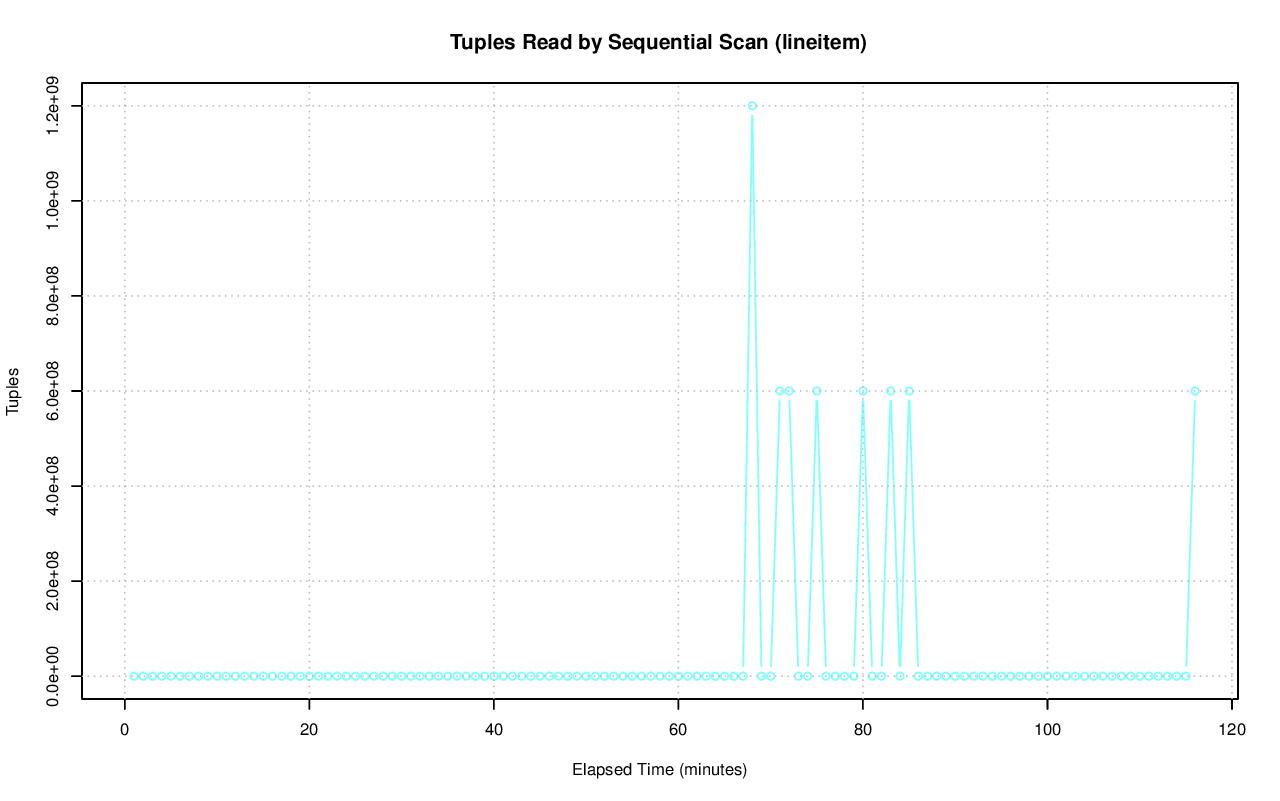 Tuples Read by Sequential Scan (lineitem)
1.2e+09
1.0e+09
8.0e+08
6.0e+08
4.0e+08
2.0e+08
0.0e+00
Tuples
0 20 40 60 80 100 120
Elapsed Time (minutes)